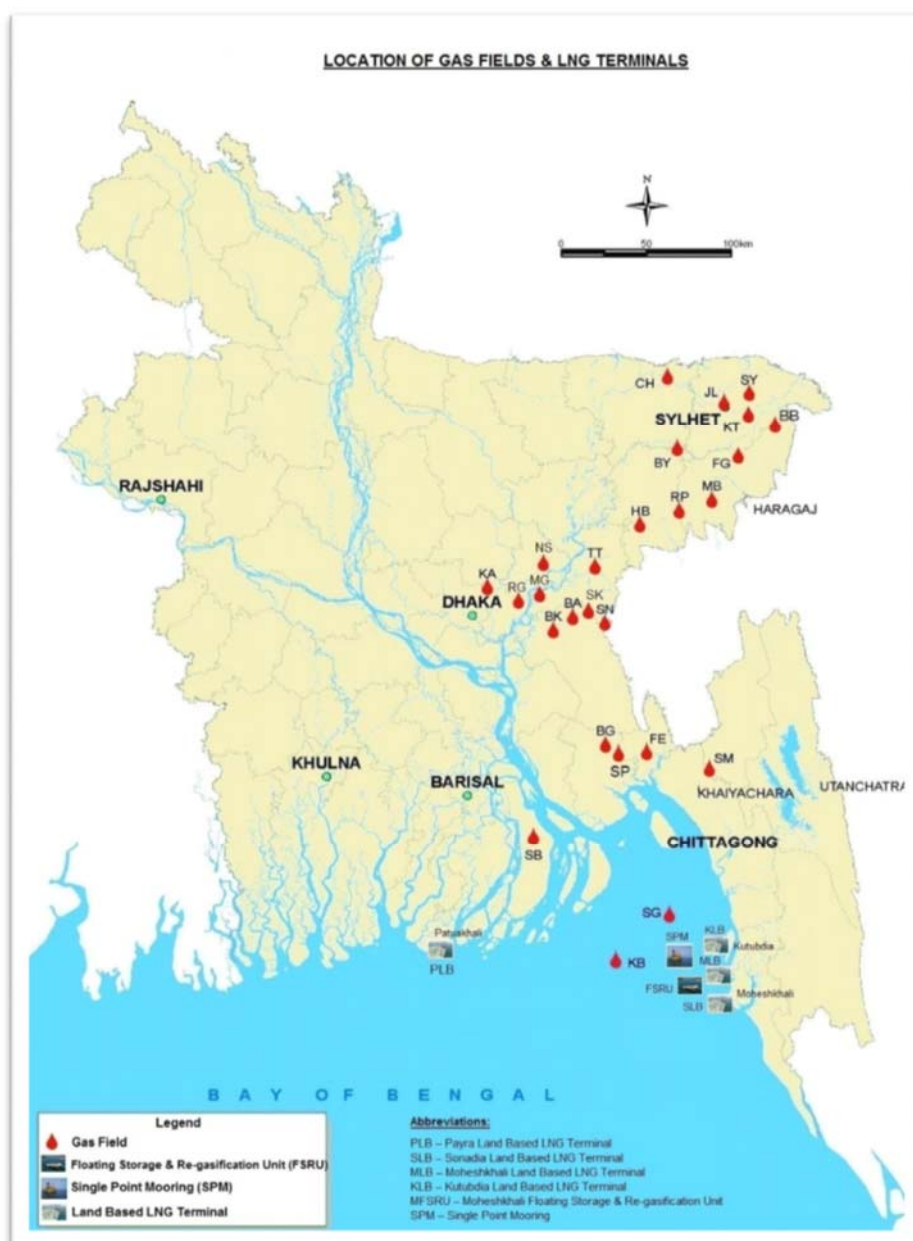 LOCATION OF GAS FIELDS & LNG TERMINALS
N
0 50 100km
CH
JL
SY
SYLHET
KT
BB
BY
FG
RAJSHAHI
MB
RP
HARAGAJ
HB
NS
TT
KA
RG
MG
DHAKA
BA
SK
SN
BK
BG
FE
SP
SM
KHULNA
KHAIYACHARA
UTANCHATRA
BARISAL
CHITTAGONG
SB
SG
KLB
SPM
Kutubdia
Patuakhali
MLB
PLB
KB
FSRU
Moheshkhali
SLB
BAY OF BENGAL
Legend
Gas Field
Floating Storage & Re-gasification Unit (FSRU)
Single Point Mooring (SPM)
Land Based LNG Terminal
Abbreviations:
PLB – Payra Land Based LNG Terminal
SLB – Sonadia Land Based LNG Terminal
MLB – Moheshkhali Land Based LNG Terminal
KLB – Kutubdia Land Based LNG Terminal
MFSRU – Moheshkhali Floating Storage & Re-gasification Unit
SPM – Single Point Mooring